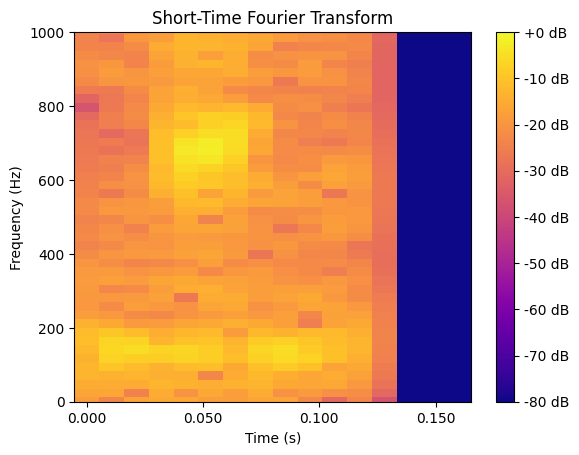 Short-Time Fourier Transform
1000
800
600
400
200
0
Frequency (Hz)
0.000
0.050
0.100
0.150
Time (s)
+0 dB
-10 dB
-20 dB
-30 dB
-40 dB
-50 dB
-60 dB
-70 dB
-80 dB